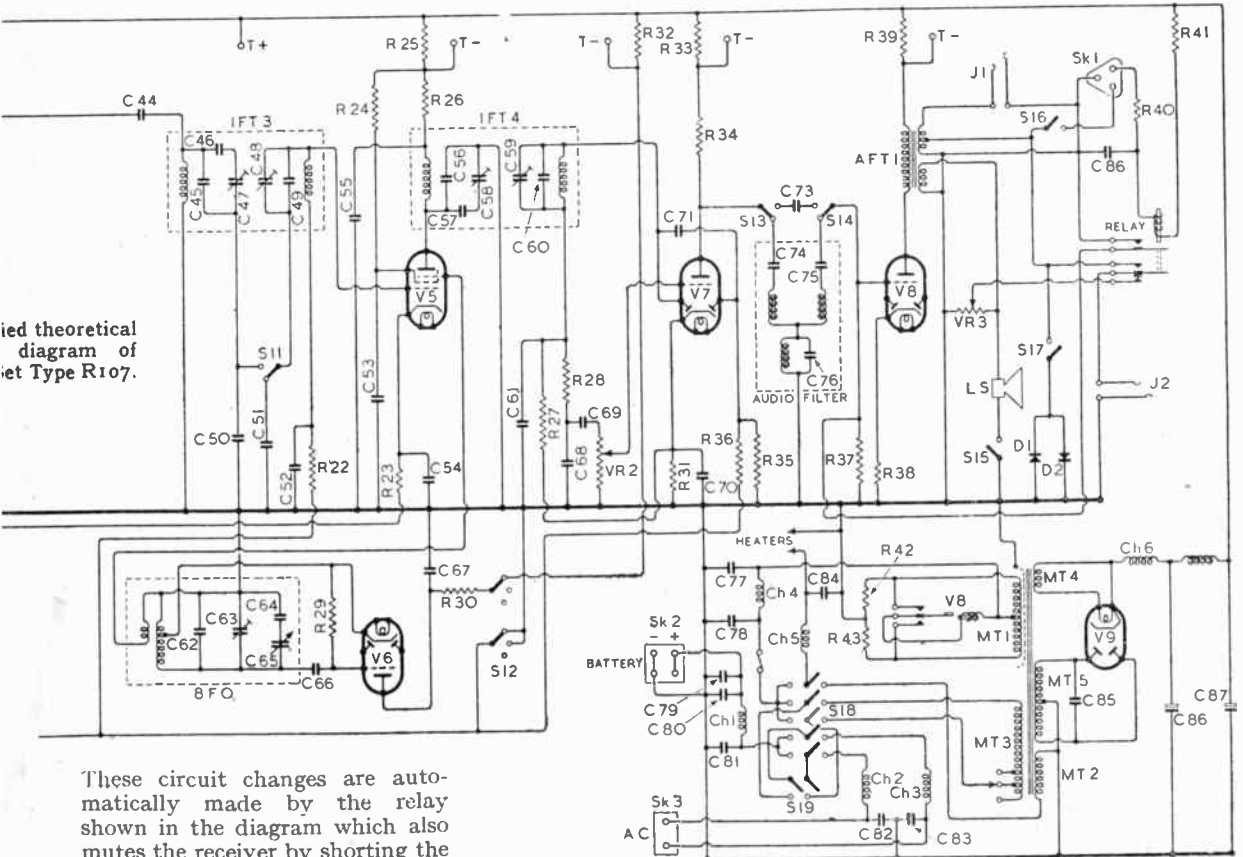 R25
T+
T-
T-
R32
R33
T-
R39
T-
R41
J1
Sk1
C44
R24
R26
S16
R40
1FT3
1FT4
R34
C46
C48
C56
C59
AFT1
C86
C45
C47
C49
C55
C57
C58
C60
C71
C73
S13
S14
RELAY
C74
C75
V5
V7
V8
VR3
ied theoretical
diagram of
Set Type R107.
S11
S17
C76
LS
J2
AUDIO FILTER
C53
C61
R27
R28
C69
C50
C51
C52
R22
R23
C54
C68
VR2
R31
C70
R36
R35
R37
R38
S15
D1
D2
HEATERS
R42
C67
R30
C77
Ch4
C84
V8
Ch6
MT4
C63
C64
R29
C62
C65
C66
V6
BFO
S12
Sk2
- +
BATTERY
C78
Ch5
R43
MT1
V9
MT5
C85
C79
C80
Ch1
S18
C87
C86
C81
MT3
MT2
S19
Ch2
Ch3
Sk3
AC
C82
C83
These circuit changes are auto-
matically made by the relay
shown in the diagram which also
mutes the receiver by shorting the